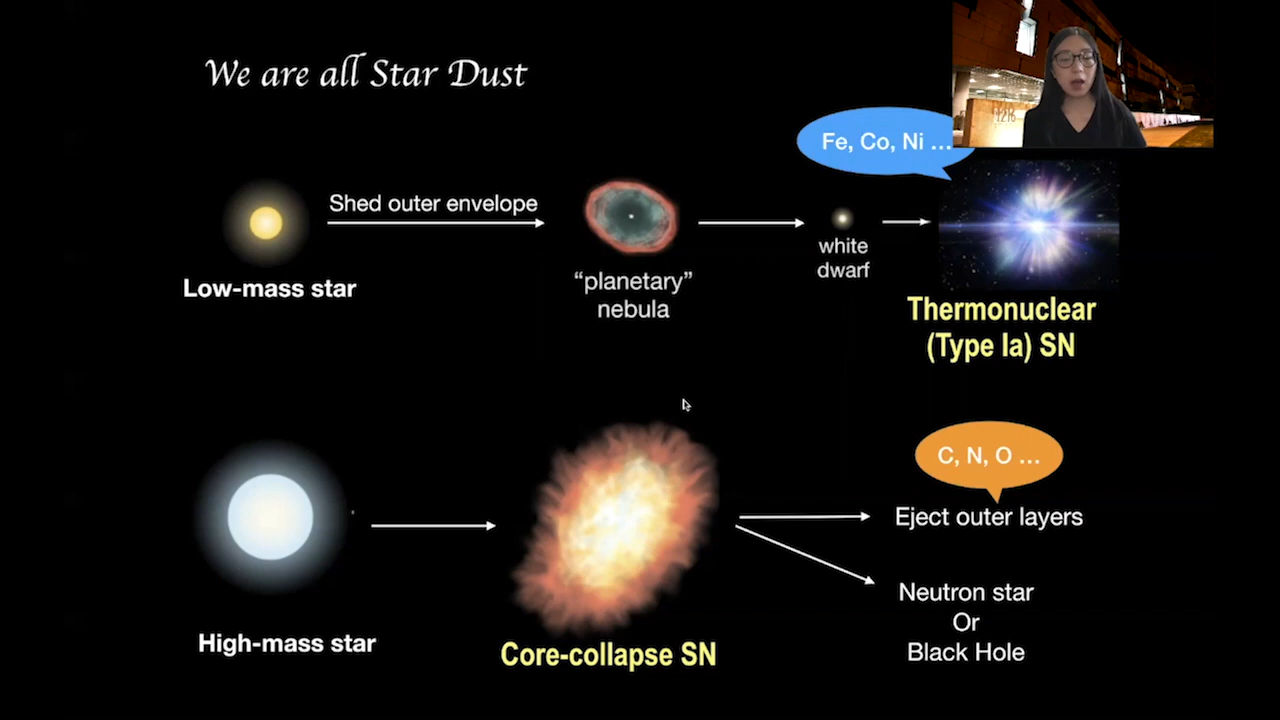 We are all Star Dust
1216
Fe, Co, Ni ...
Shed outer envelope
Low-mass star
“planetary”
nebula
white
dwarf
Thermonuclear
(Type Ia) SN
High-mass star
Core-collapse SN
C, N, O ...
Eject outer layers
Neutron star
Or
Black Hole